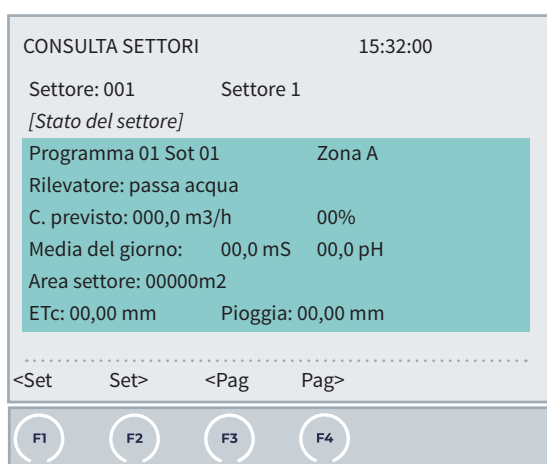 CONSULTA SETTORI 15:32:00
Settore: 001 Settore 1
[Stato del settore]
Programma 01 Sot 01 Zona A
Rilevatore: passa acqua
C. previsto: 000,0 m3/h 00%
Media del giorno: 00,0 mS 00,0 pH
Area settore: 00000m2
ETc: 00,00 mm Pioggia: 00,00 mm
<Set Set> <Pag Pag>
F1 F2 F3 F4